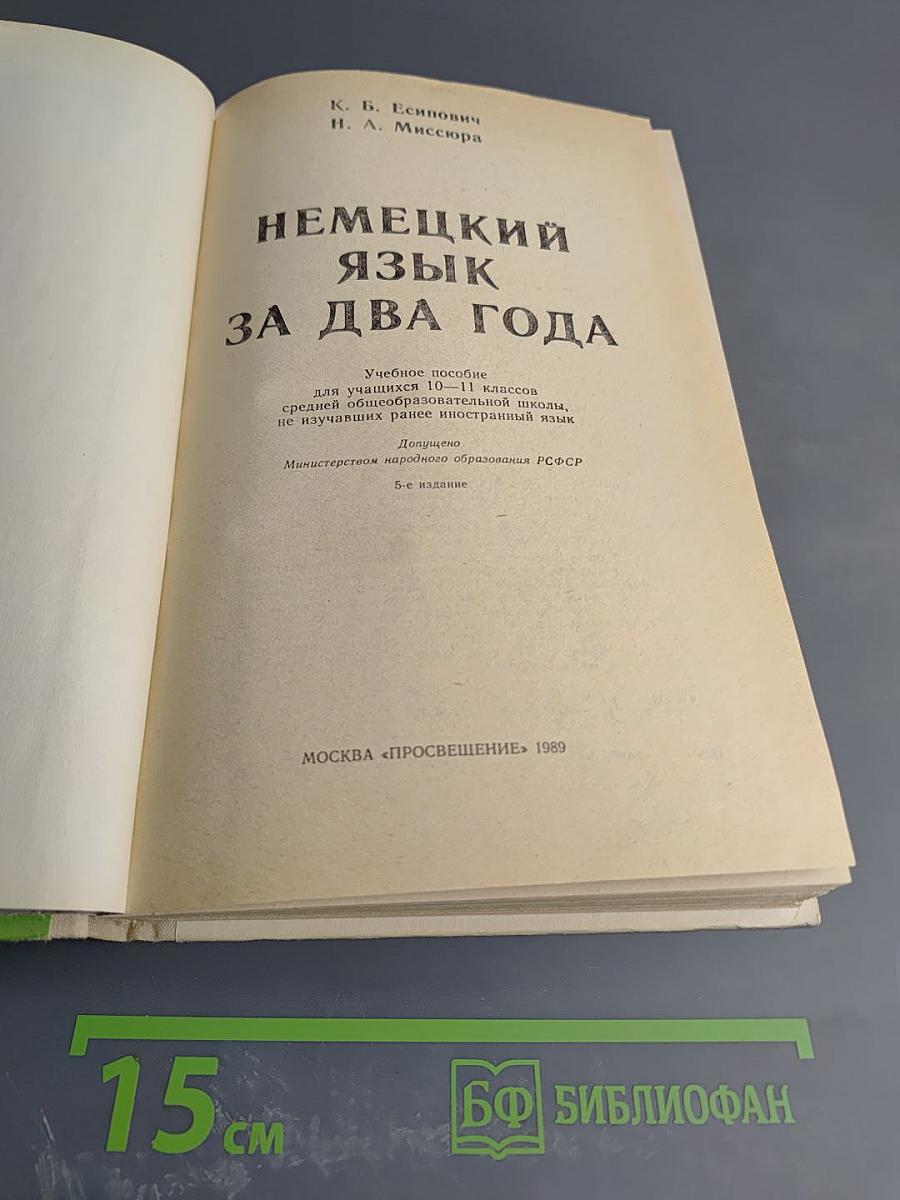 К. Б. Есипович
Н. А. Миссюра
НЕМЕЦКИЙ
ЯЗЫК
ЗА ДВА ГОДА
Учебное пособие
для учащихся 10—11 классов
средней общеобразовательной школы,
не изучавших ранее иностранный язык
Допущено
Министерством народного образования РСФСР
5-е издание
МОСКВА «ПРОСВЕЩЕНИЕ» 1989
15 см
БФ БИБЛИОФАН